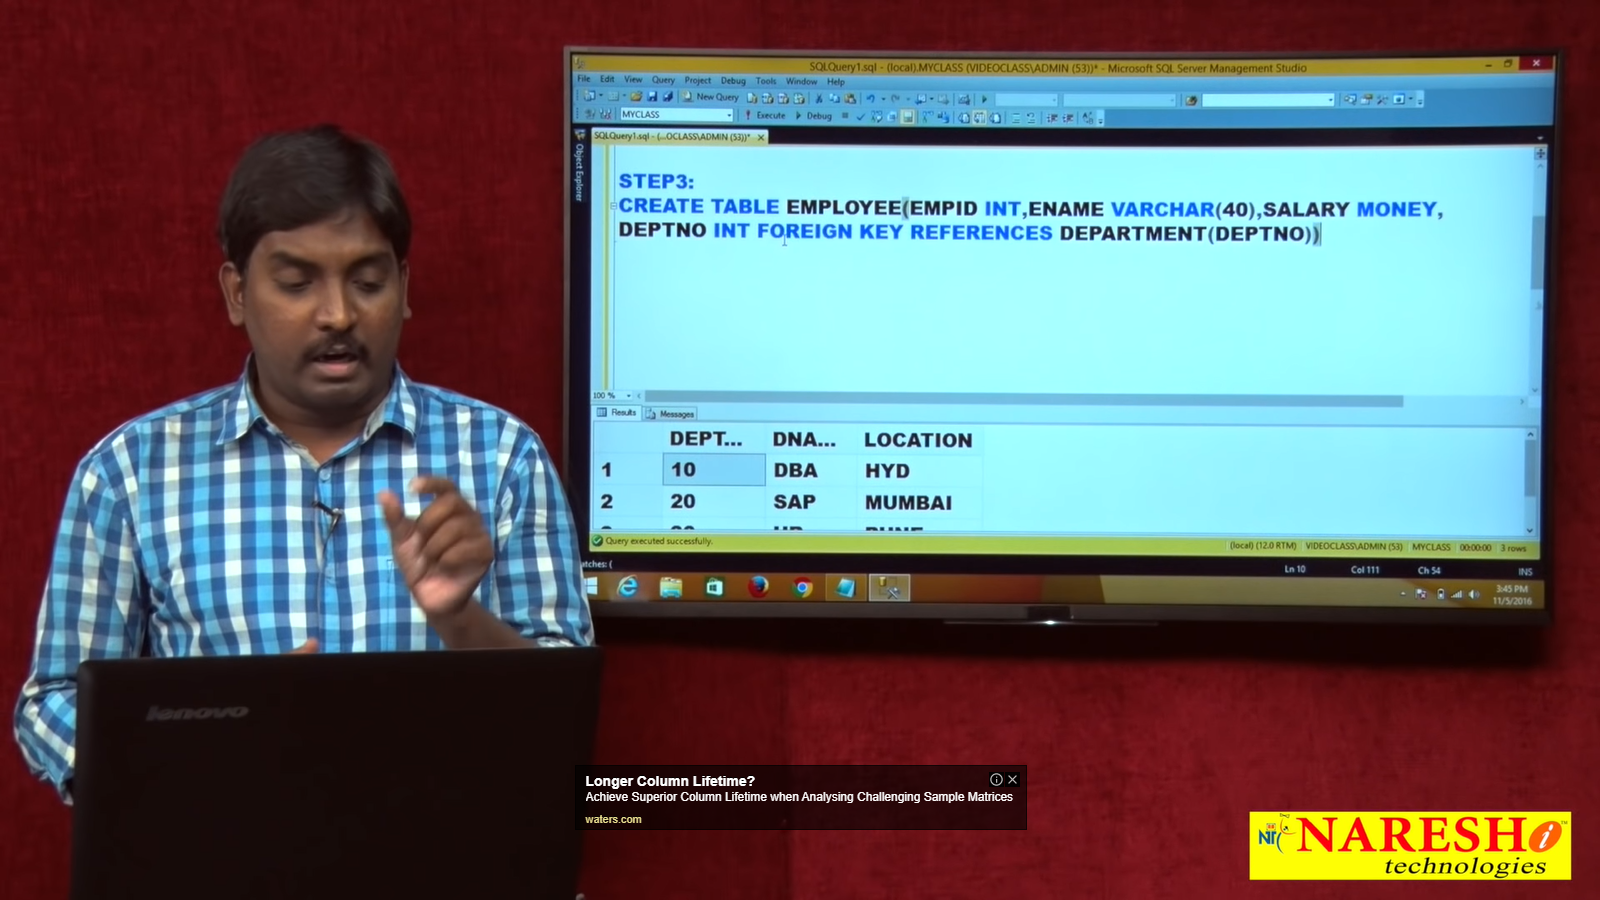 SQLQuery1.sql - (local).MYCLASS (VIDEOCLASS\ADMIN (53))* - Microsoft SQL Server Management Studio
File Edit View Query Project Debug Tools Window Help
New Query
MYCLASS Execute Debug
SQLQuery1.sql - (...OCLASS\ADMIN (53))*
Object Explorer
STEP3:
CREATE TABLE EMPLOYEE(EMPID INT,ENAME VARCHAR(40),SALARY MONEY,
DEPTNO INT FOREIGN KEY REFERENCES DEPARTMENT(DEPTNO))
100 %
Results Messages
DEPT... DNA... LOCATION
1 10 DBA HYD
2 20 SAP MUMBAI
Query executed successfully. (local) (12.0 RTM) VIDEOCLASS\ADMIN (53) MYCLASS 00:00:00 3 rows
atches: ( Ln 10 Col 111 Ch 54 INS
3:45 PM
11/5/2016
lenovo
Longer Column Lifetime?
Achieve Superior Column Lifetime when Analysing Challenging Sample Matrices
waters.com
NARESH i
technologies